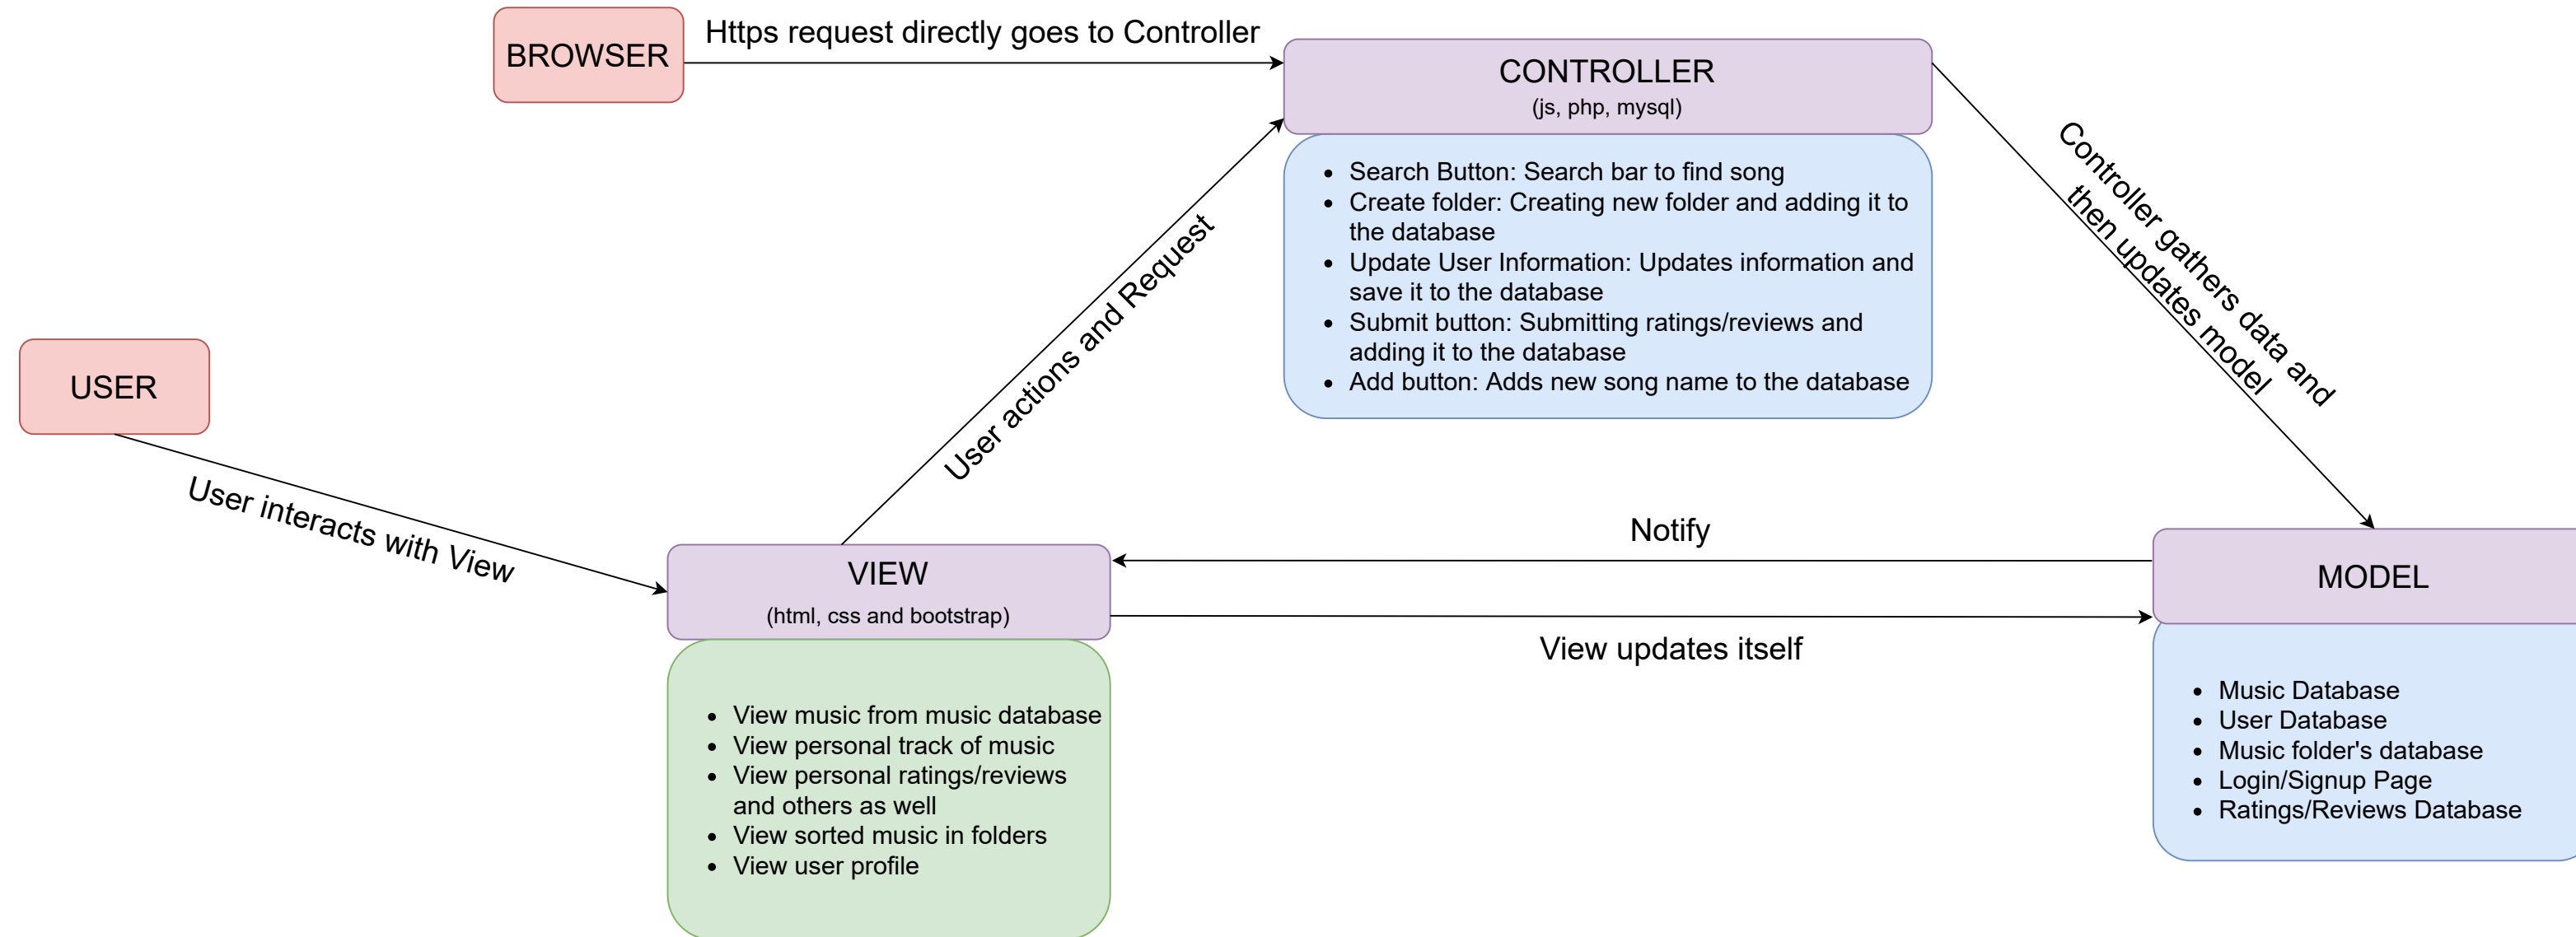 BROWSER
Https request directly goes to Controller
CONTROLLER
(js, php, mysql)
Search Button: Search bar to find song
Create folder: Creating new folder and adding it to
the database
Update User Information: Updates information and
save it to the database
Submit button: Submitting ratings/reviews and
adding it to the database
Add button: Adds new song name to the database
Controller gathers data and
then updates model
User actions and Request
USER
User interacts with View
VIEW
(html, css and bootstrap)
View music from music database
View personal track of music
View personal ratings/reviews
and others as well
View sorted music in folders
View user profile
Notify
View updates itself
MODEL
Music Database
User Database
Music folder's database
Login/Signup Page
Ratings/Reviews Database